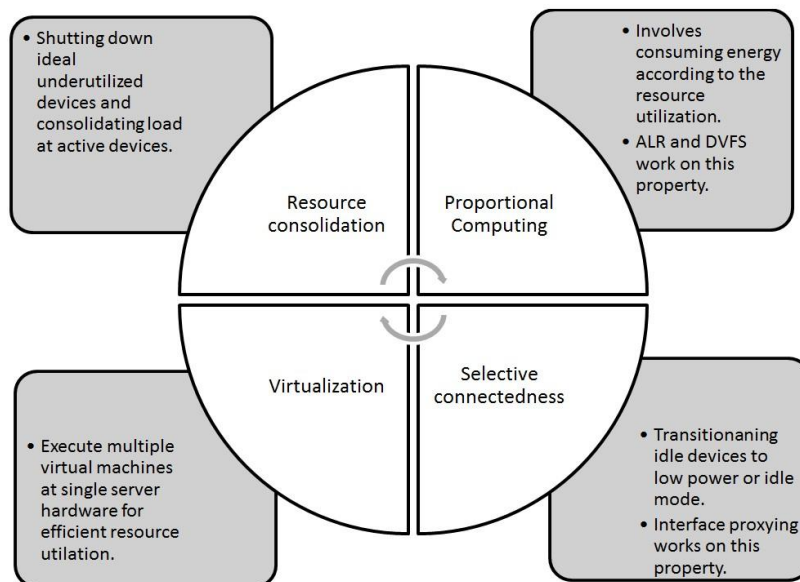 • Shutting down
ideal
underutilized
devices and
consolidating load
at active devices.
• Involves
consuming energy
according to the
resource
utilization.
• ALR and DVFS
work on this
property.
Resource
consolidation
Proportional
Computing
Virtualization
Selective
connectedness
• Execute multiple
virtual machines
at single server
hardware for
efficient resource
utilation.
• Transitionaning
idle devices to
low power or idle
mode.
• Interface proxying
works on this
property.